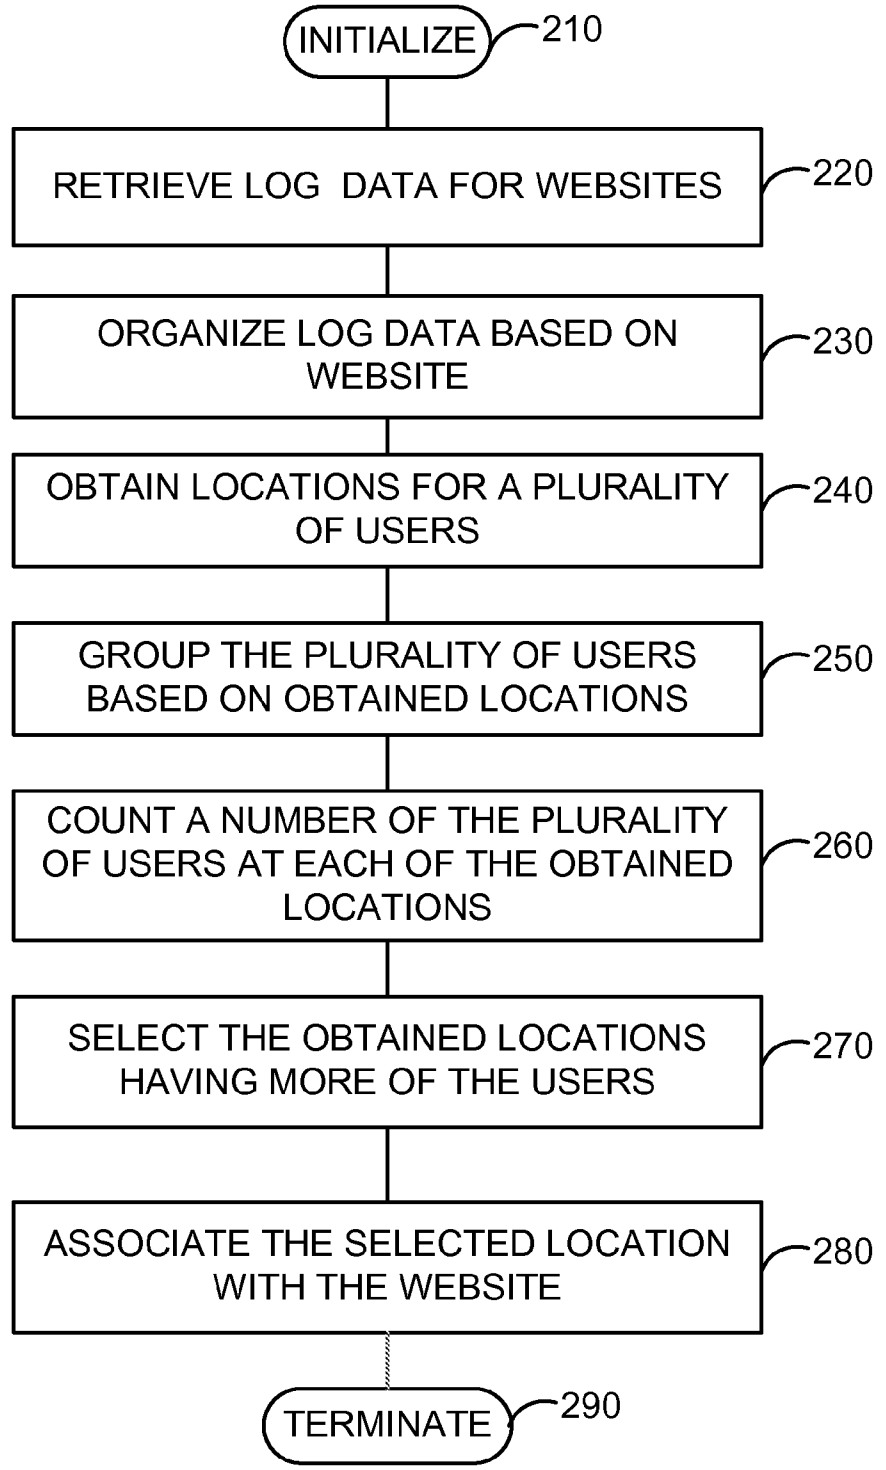 INITIALIZE
210
RETRIEVE LOG DATA FOR WEBSITES
220
ORGANIZE LOG DATA BASED ON
WEBSITE
230
OBTAIN LOCATIONS FOR A PLURALITY
OF USERS
240
GROUP THE PLURALITY OF USERS
BASED ON OBTAINED LOCATIONS
250
COUNT A NUMBER OF THE PLURALITY
OF USERS AT EACH OF THE OBTAINED
LOCATIONS
260
SELECT THE OBTAINED LOCATIONS
HAVING MORE OF THE USERS
270
ASSOCIATE THE SELECTED LOCATION
WITH THE WEBSITE
280
TERMINATE
290